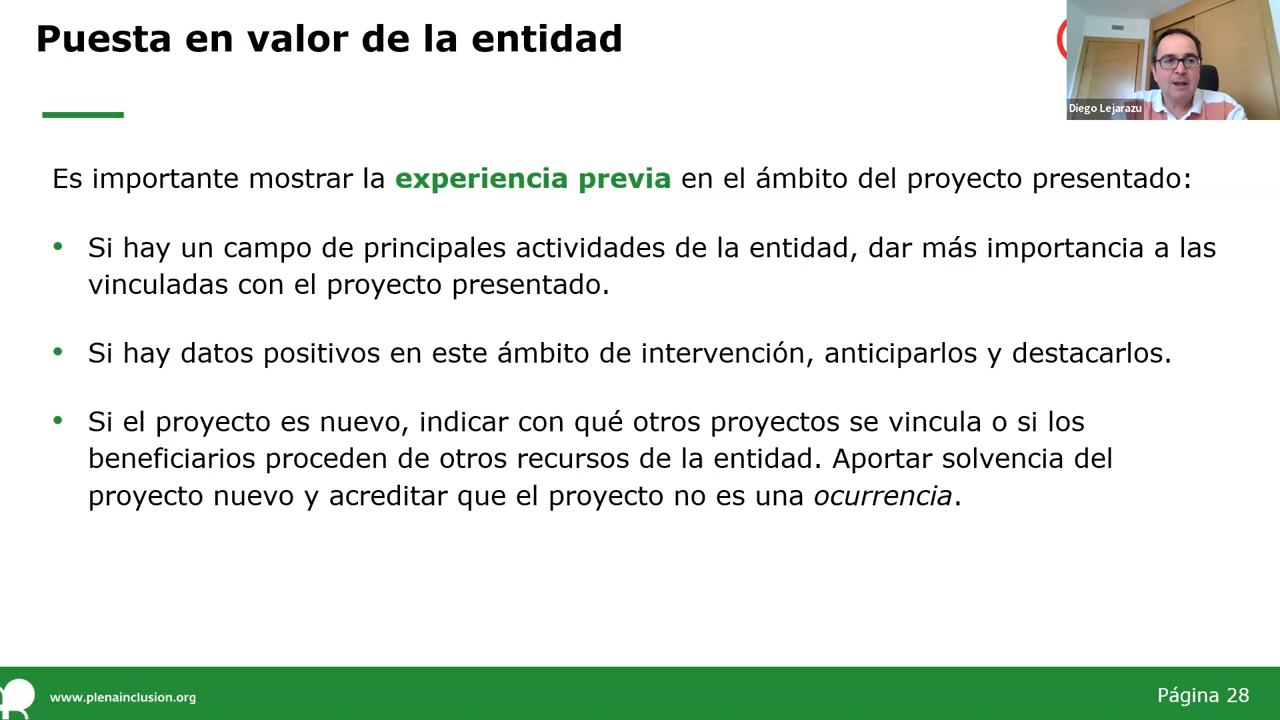 Puesta en valor de la entidad
Diego Lejarazu
Es importante mostrar la experiencia previa en el ámbito del proyecto presentado:
• Si hay un campo de principales actividades de la entidad, dar más importancia a las
vinculadas con el proyecto presentado.
• Si hay datos positivos en este ámbito de intervención, anticiparlos y destacarlos.
• Si el proyecto es nuevo, indicar con qué otros proyectos se vincula o si los
beneficiarios proceden de otros recursos de la entidad. Aportar solvencia del
proyecto nuevo y acreditar que el proyecto no es una ocurrencia.
www.plenainclusion.org
Página 28